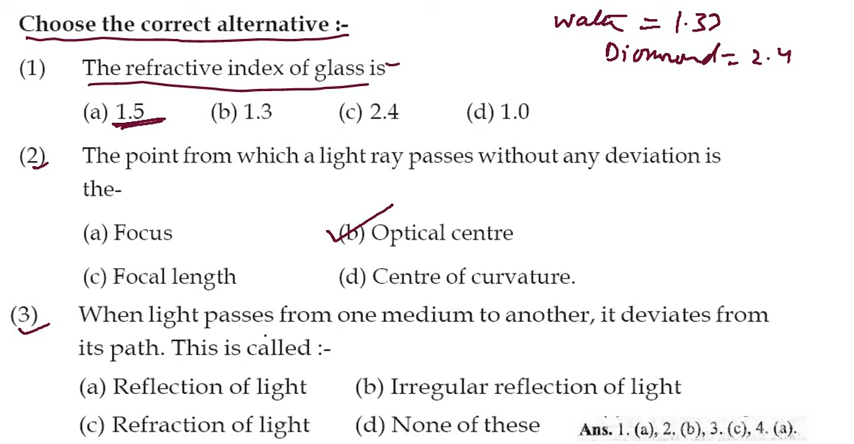 Choose the correct alternative :-
Water = 1.33
Diomond = 2.4
(1) The refractive index of glass is-
(a) 1.5 (b) 1.3 (c) 2.4 (d) 1.0
(2) The point from which a light ray passes without any deviation is
the-
(a) Focus (b) Optical centre
(c) Focal length (d) Centre of curvature.
(3) When light passes from one medium to another, it deviates from
its path. This is called :-
(a) Reflection of light (b) Irregular reflection of light
(c) Refraction of light (d) None of these
Ans. 1. (a), 2. (b), 3. (c), 4. (a).